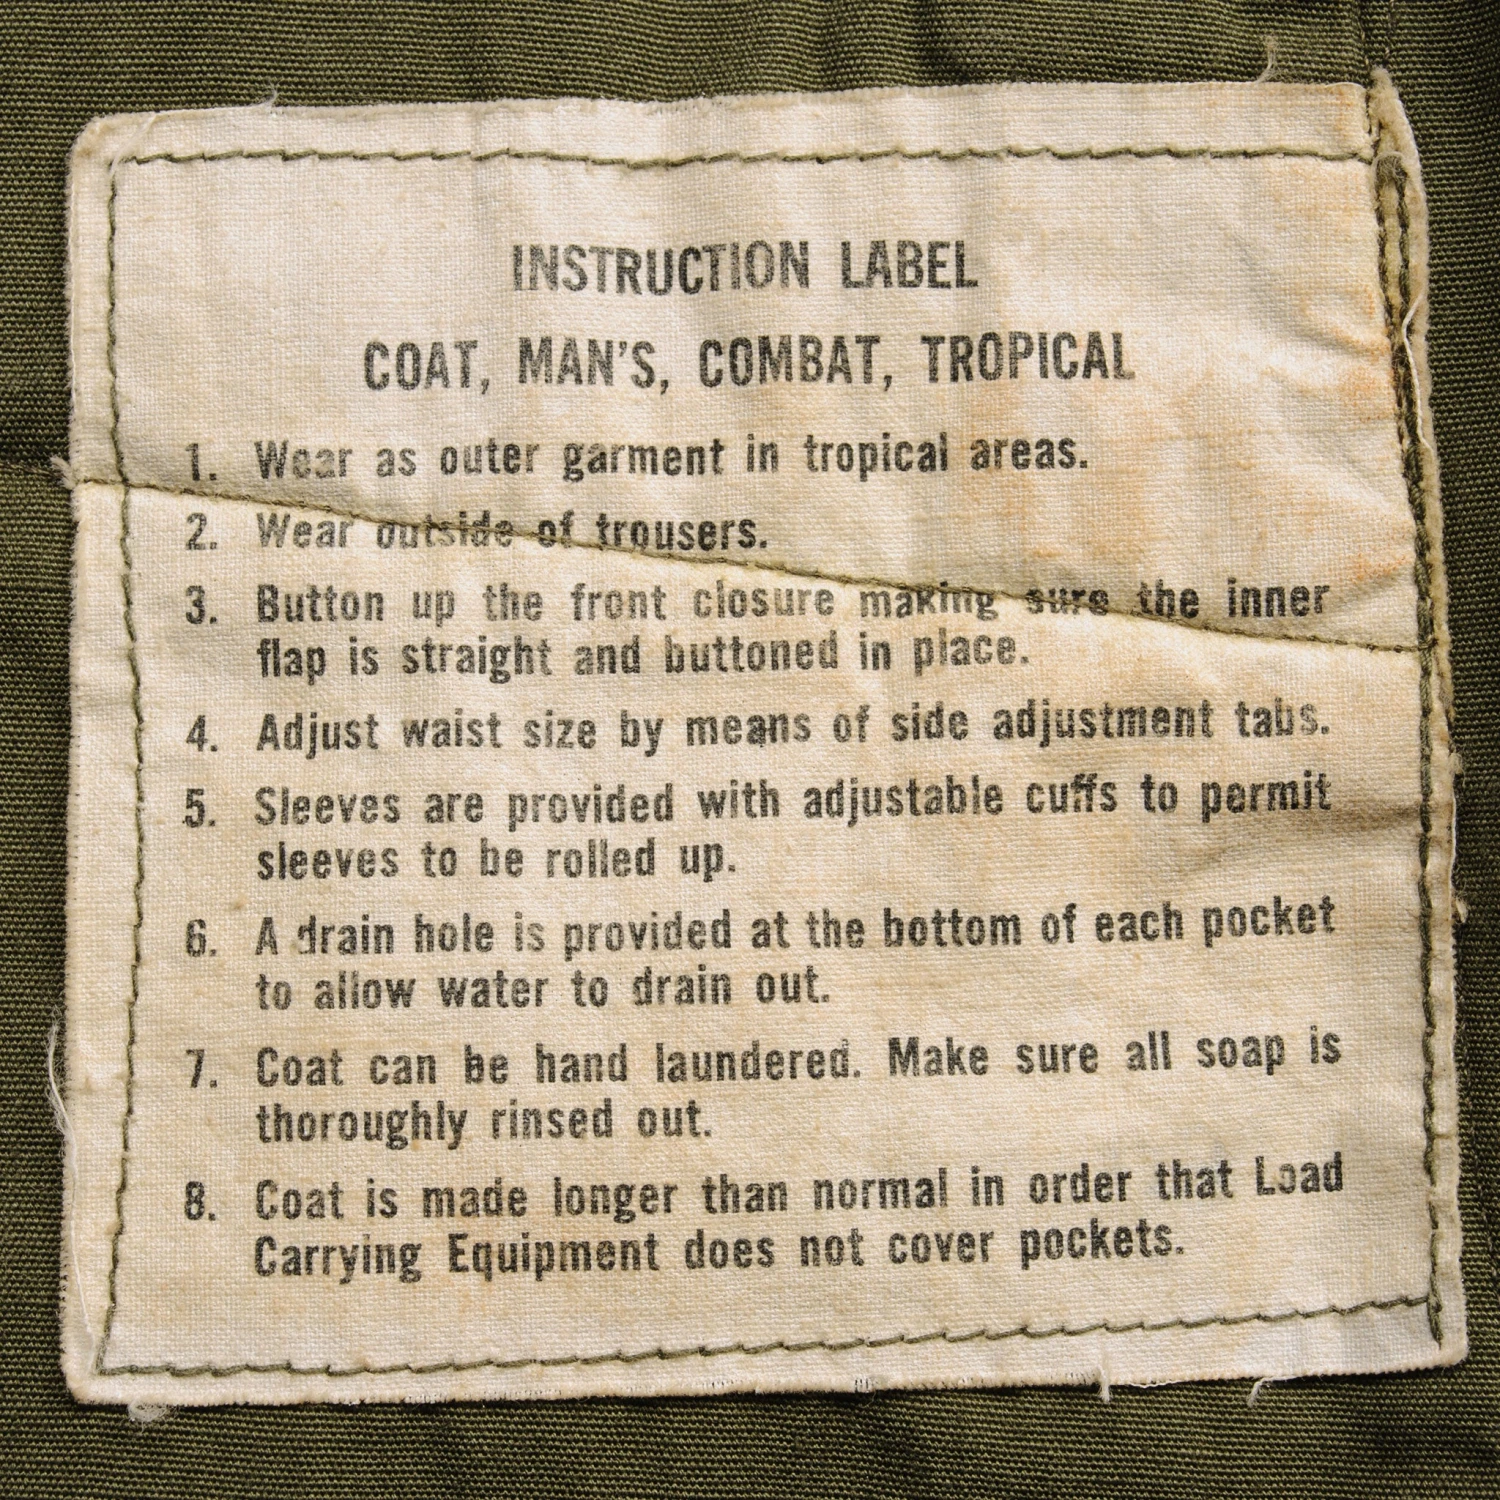 INSTRUCTION LABEL
COAT, MAN'S, COMBAT, TROPICAL
1. Wear as outer garment in tropical areas.
2. Wear outside of trousers.
3. Button up the front closure making sure the inner
flap is straight and buttoned in place.
4. Adjust waist size by means of side adjustment tabs.
5. Sleeves are provided with adjustable cuffs to permit
sleeves to be rolled up.
6. A drain hole is provided at the bottom of each pocket
to allow water to drain out.
7. Coat can be hand laundered. Make sure all soap is
thoroughly rinsed out.
8. Coat is made longer than normal in order that Load
Carrying Equipment does not cover pockets.